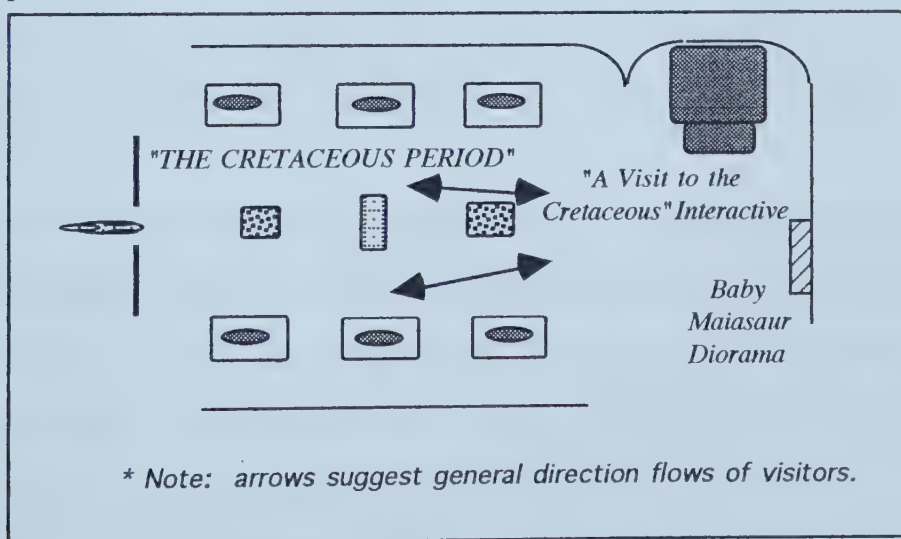 "THE CRETACEOUS PERIOD"
"A Visit to the
Cretaceous" Interactive
Baby
Maiasaur
Diorama
* Note: arrows suggest general direction flows of visitors.